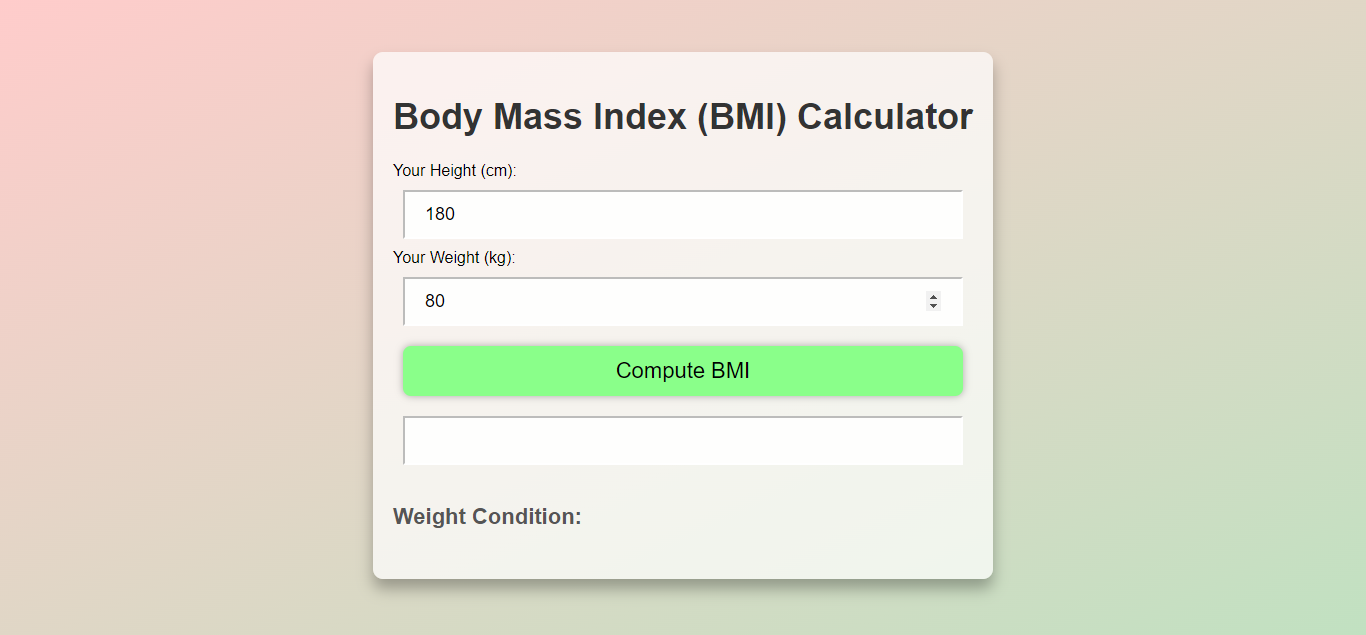 Body Mass Index (BMI) Calculator
Your Height (cm):
180
Your Weight (kg):
80
Compute BMI
Weight Condition: